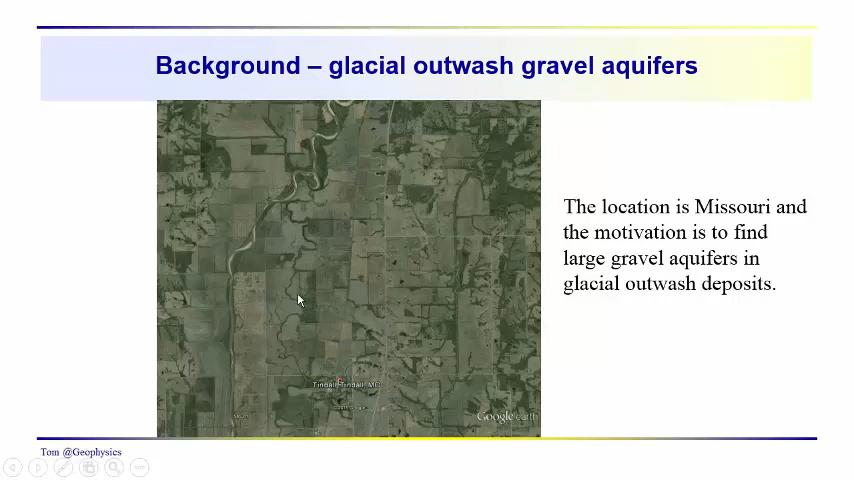 Background – glacial outwash gravel aquifers
The location is Missouri and
the motivation is to find
large gravel aquifers in
glacial outwash deposits.
Tindall, MO
Google earth
Tom @Geophysics